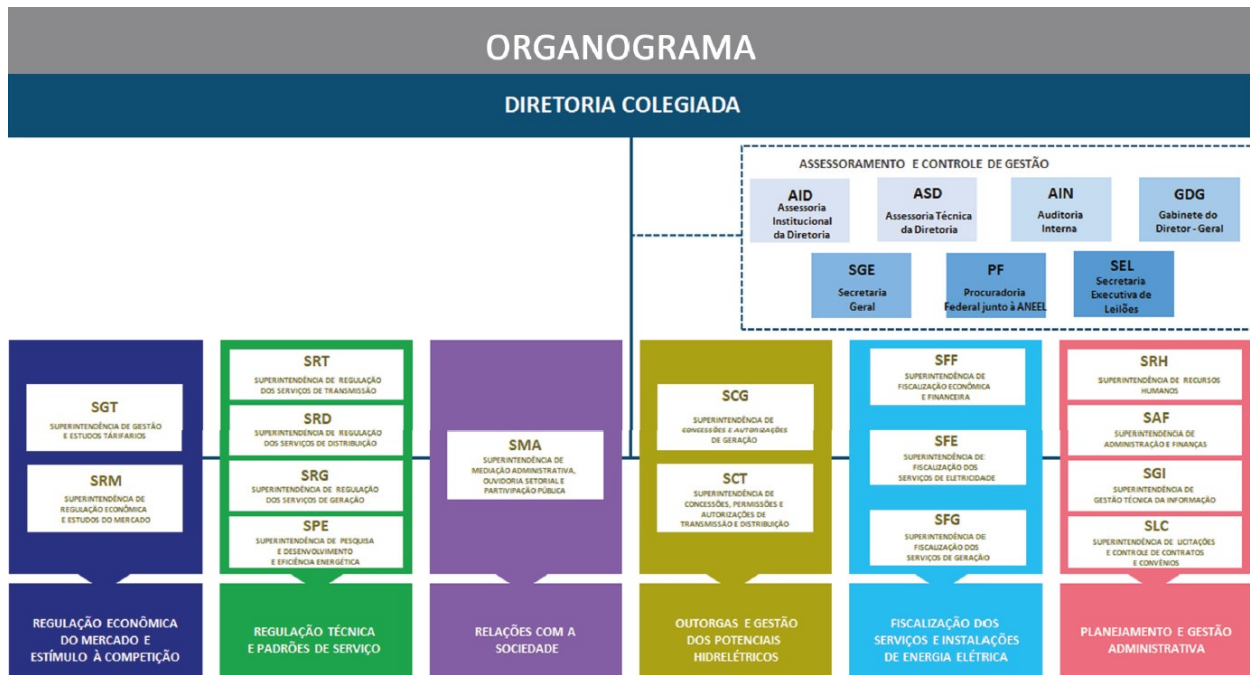 ORGANOGRAMA
DIRETORIA COLEGIADA
ASSESSORAMENTO E CONTROLE DE GESTÃO
AID
Assessoria
Institucional
da Diretoria
ASD
Assessoria Técnica
da Diretoria
AIN
Auditoria
Interna
GDG
Gabinete do
Diretor - Geral
SGE
Secretaria
Geral
PF
Procuradoria
Federal junto à ANEEL
SEL
Secretaria
Executiva de
Leilões
SGT
SUPERINTENDÊNCIA DE GESTÃO
E ESTUDOS TARIFARIOS
SRM
SUPERINTENDÊNCIA DE
REGULAÇÃO ECONÔMICA
E ESTUDOS DO MERCADO
REGULAÇÃO ECONÔMICA
DO MERCADO E
ESTÍMULO À COMPETIÇÃO
SRT
SUPERINTENDÊNCIA DE REGULAÇÃO
DOS SERVIÇOS DE TRANSMISSÃO
SRD
SUPERINTENDÊNCIA DE REGULAÇÃO
DOS SERVIÇOS DE DISTRIBUIÇÃO
SRG
SUPERINTENDÊNCIA DE REGULAÇÃO
DOS SERVIÇOS DE GERAÇÃO
SPE
SUPERINTENDÊNCIA DE PESQUISA
E DESENVOLVIMENTO
E EFICIÊNCIA ENERGÉTICA
REGULAÇÃO TÉCNICA
E PADRÕES DE SERVIÇO
SMA
SUPERINTENDÊNCIA DE
MEDIAÇÃO ADMINISTRATIVA,
OUVIDORIA SETORIAL E
PARTIVIPAÇÃO PÚBLICA
RELAÇÕES COM A
SOCIEDADE
SCG
SUPERINTENDÊNCIA DE
CONCESSÕES E AUTORIZAÇÕES
DE GERAÇÃO
SCT
SUPERINTENDÊNCIA DE
CONCESSÕES, PERMISSÕES E
AUTORIZAÇÕES DE
TRANSMISSÃO E DISTRIBUIÇÃO
OUTORGAS E GESTÃO
DOS POTENCIAIS
HIDRELÉTRICOS
SFF
SUPERINTENDÊNCIA DE
FISCALIZAÇÃO ECONÔMICA
E FINANCEIRA
SFE
SUPERINTENDÊNCIA DE
FISCALIZAÇÃO DOS
SERVIÇOS DE ELETRICIDADE
SFG
SUPERINTENDÊNCIA DE
FISCALIZAÇÃO DOS
SERVIÇOS DE GERAÇÃO
FISCALIZAÇÃO DOS
SERVIÇOS E INSTALAÇÕES
DE ENERGIA ELÉTRICA
SRH
SUPERINTENDÊNCIA DE RECURSOS
HUMANOS
SAF
SUPERINTENDÊNCIA DE
ADMINISTRAÇÃO E FINANÇAS
SGI
SUPERINTENDÊNCIA DE
GESTÃO TÉCNICA DA INFORMAÇÃO
SLC
SUPERINTENDÊNCIA DE LICITAÇÕES
E CONTROLE DE CONTRATOS
E CONVÊNIOS
PLANEJAMENTO E GESTÃO
ADMINISTRATIVA